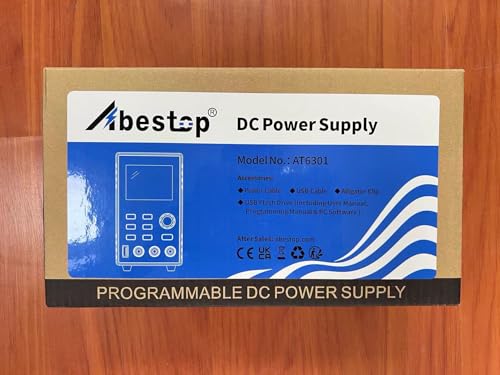 Abestop®
DC Power Supply
Model No.: AT6301
Accessories:
● Power Cable ● USB Cable ● Alligator Clip
● USB Flash Drive (Including User Manual,
Programming Manual & PC Software)
After Sales: abestop.com
CE UK CA
PROGRAMMABLE DC POWER SUPPLY